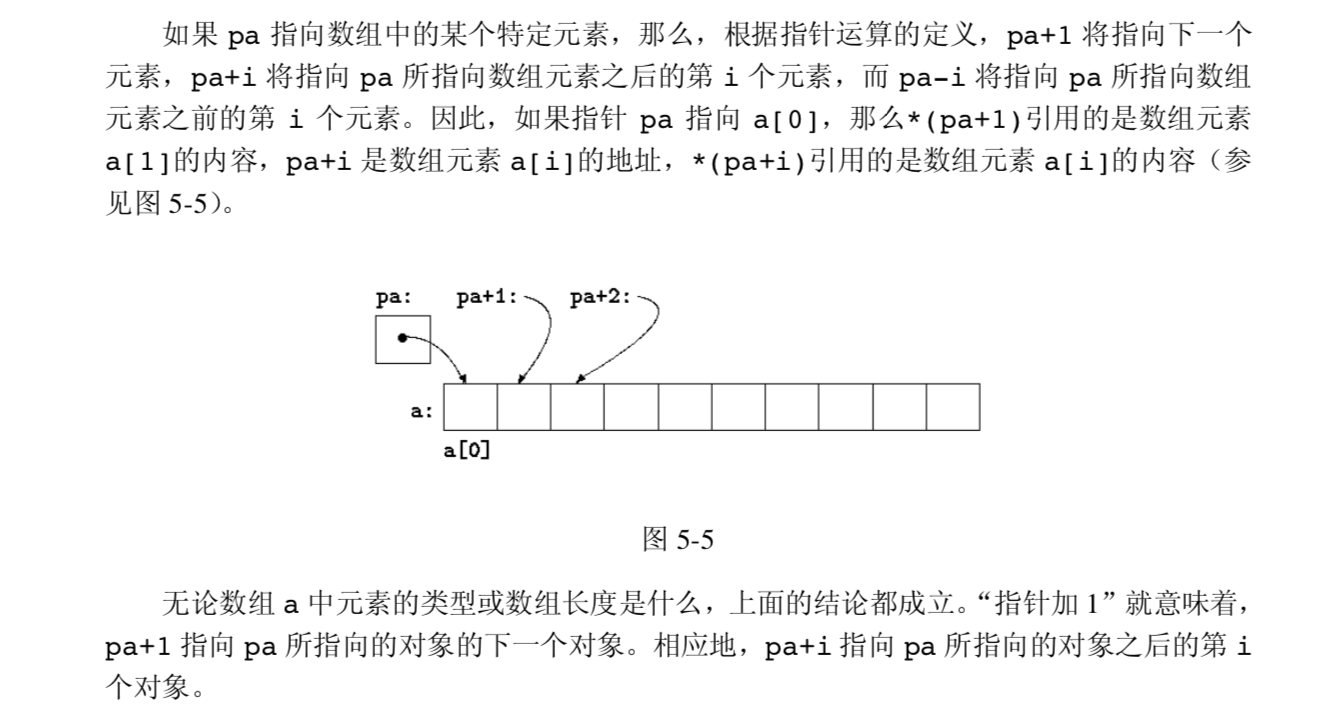 如果 pa 指向数组中的某个特定元素，那么，根据指针运算的定义，pa+1 将指向下一个
元素，pa+i 将指向 pa 所指向数组元素之后的第 i 个元素，而 pa-i 将指向 pa 所指向数组
元素之前的第 i 个元素。因此，如果指针 pa 指向 a[0]，那么*(pa+1)引用的是数组元素
a[1]的内容，pa+i 是数组元素 a[i]的地址，*(pa+i)引用的是数组元素 a[i]的内容（参
见图 5-5）。
pa: pa+1: pa+2:
a:
a[0]
图 5-5
无论数组 a 中元素的类型或数组长度是什么，上面的结论都成立。“指针加 1”就意味着，
pa+1 指向 pa 所指向的对象的下一个对象。相应地，pa+i 指向 pa 所指向的对象之后的第 i
个对象。